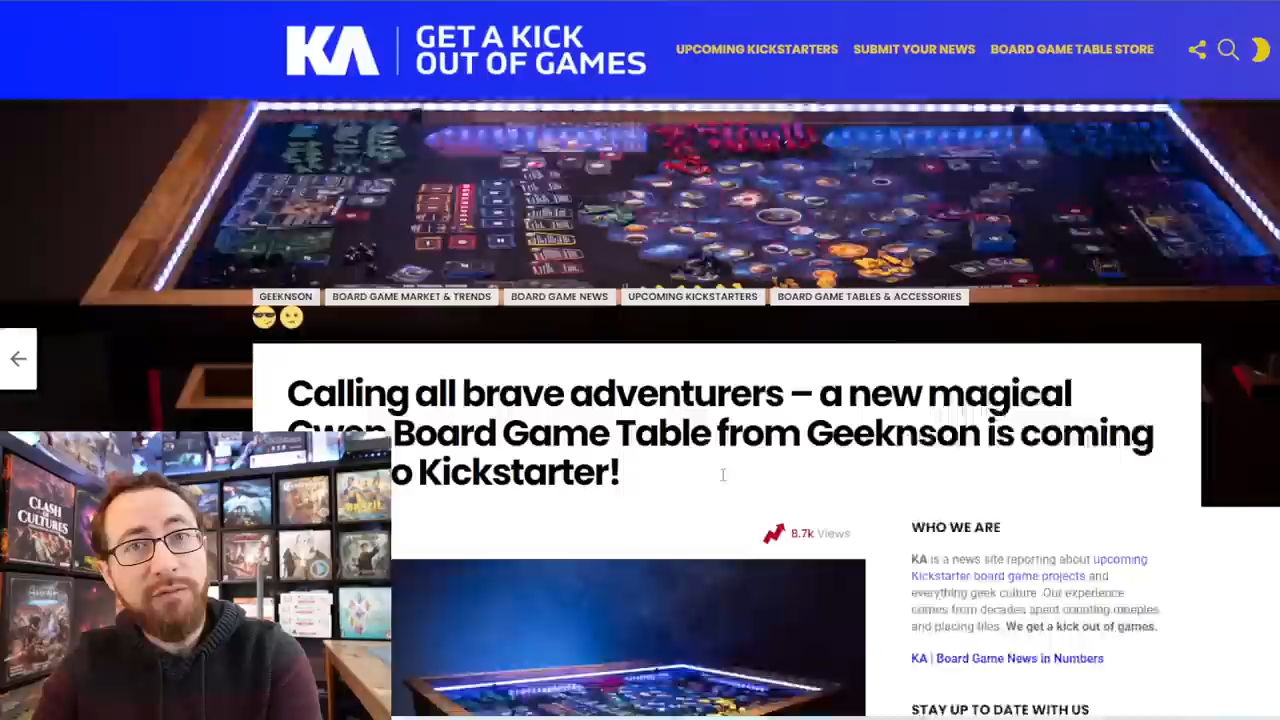 KA
GET A KICK
OUT OF GAMES
UPCOMING KICKSTARTERS
SUBMIT YOUR NEWS
BOARD GAME TABLE STORE
GEEKNSON
BOARD GAME MARKET & TRENDS
BOARD GAME NEWS
UPCOMING KICKSTARTERS
BOARD GAME TABLES & ACCESSORIES
Calling all brave adventurers – a new magical
Board Game Table from Geeknson is coming
o Kickstarter!
8.7k Views
WHO WE ARE
KA is a news site reporting about upcoming
Kickstarter board game projects and
everything geek culture. Our experience
comes from decades spent counting meeples
and placing tiles. We get a kick out of games.
KA | Board Game News in Numbers
STAY UP TO DATE WITH US
CLASH
OF
CULTURES